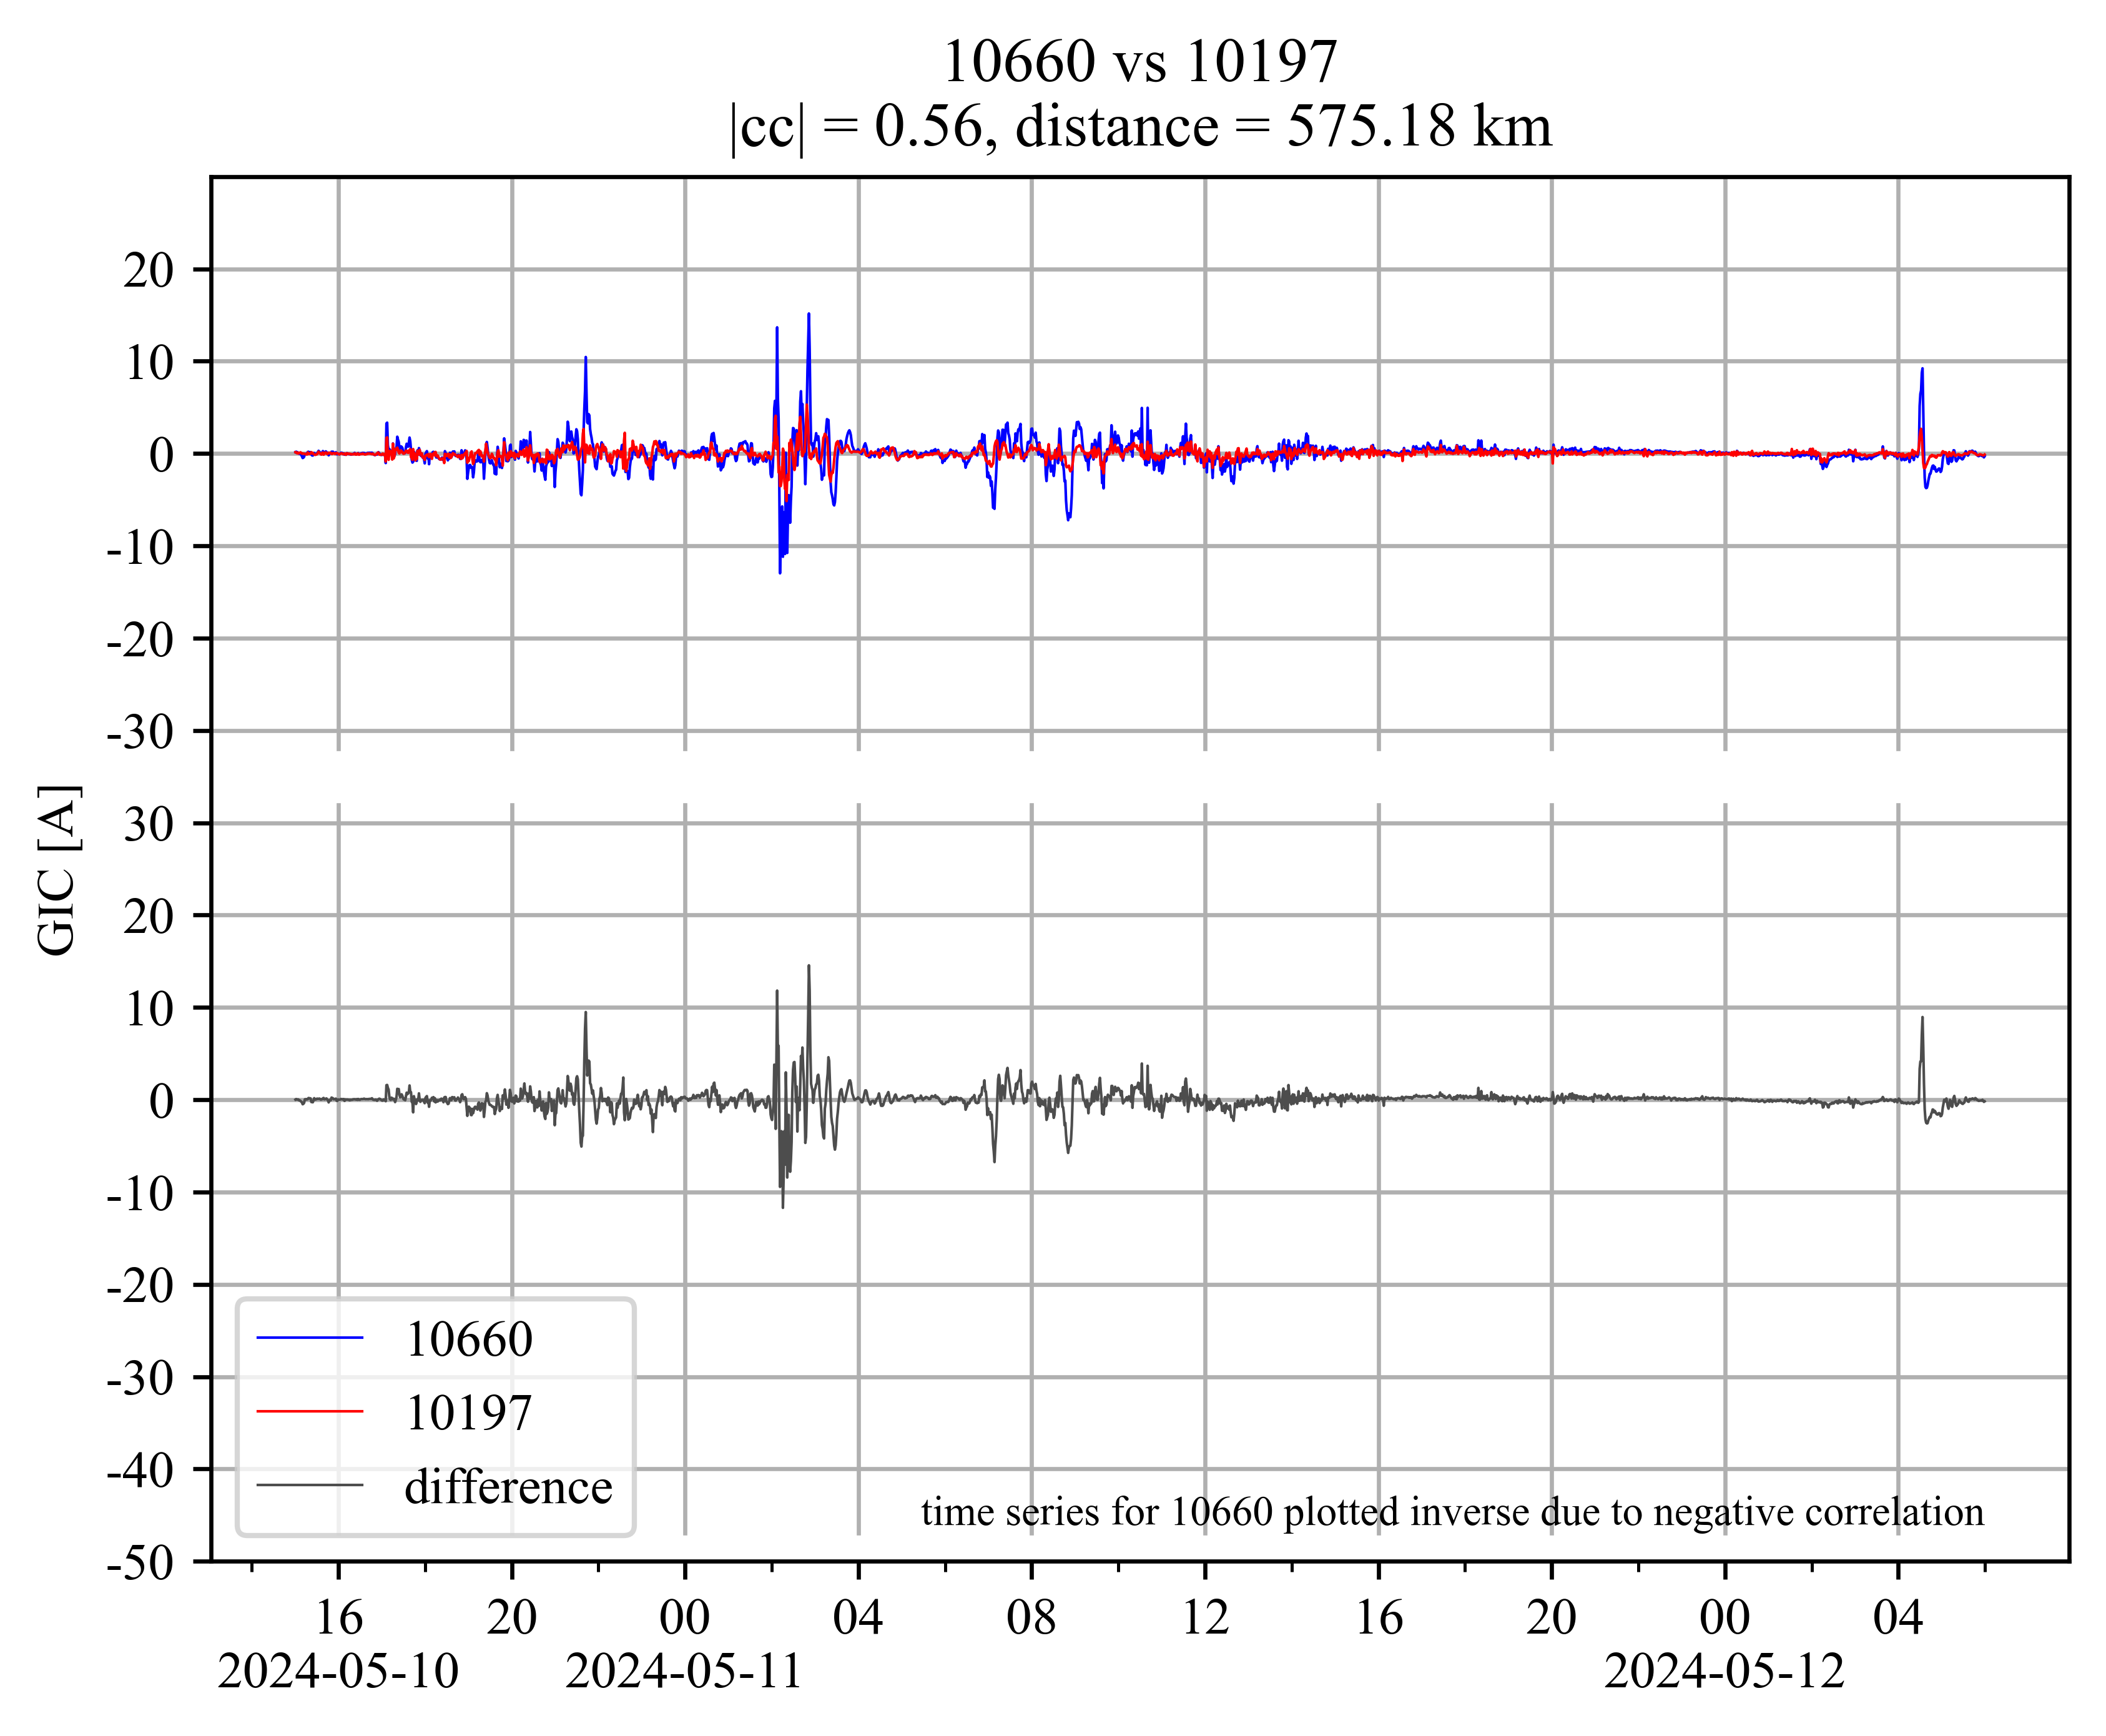 10660 vs 10197
|cc| = 0.56, distance = 575.18 km
20
10
0
-10
-20
-30
30
20
10
0
-10
-20
-30
-40
-50
GIC [A]
10660
10197
difference
time series for 10660 plotted inverse due to negative correlation
16 20 00 04 08 12 16 20 00 04
2024-05-10 2024-05-11 2024-05-12